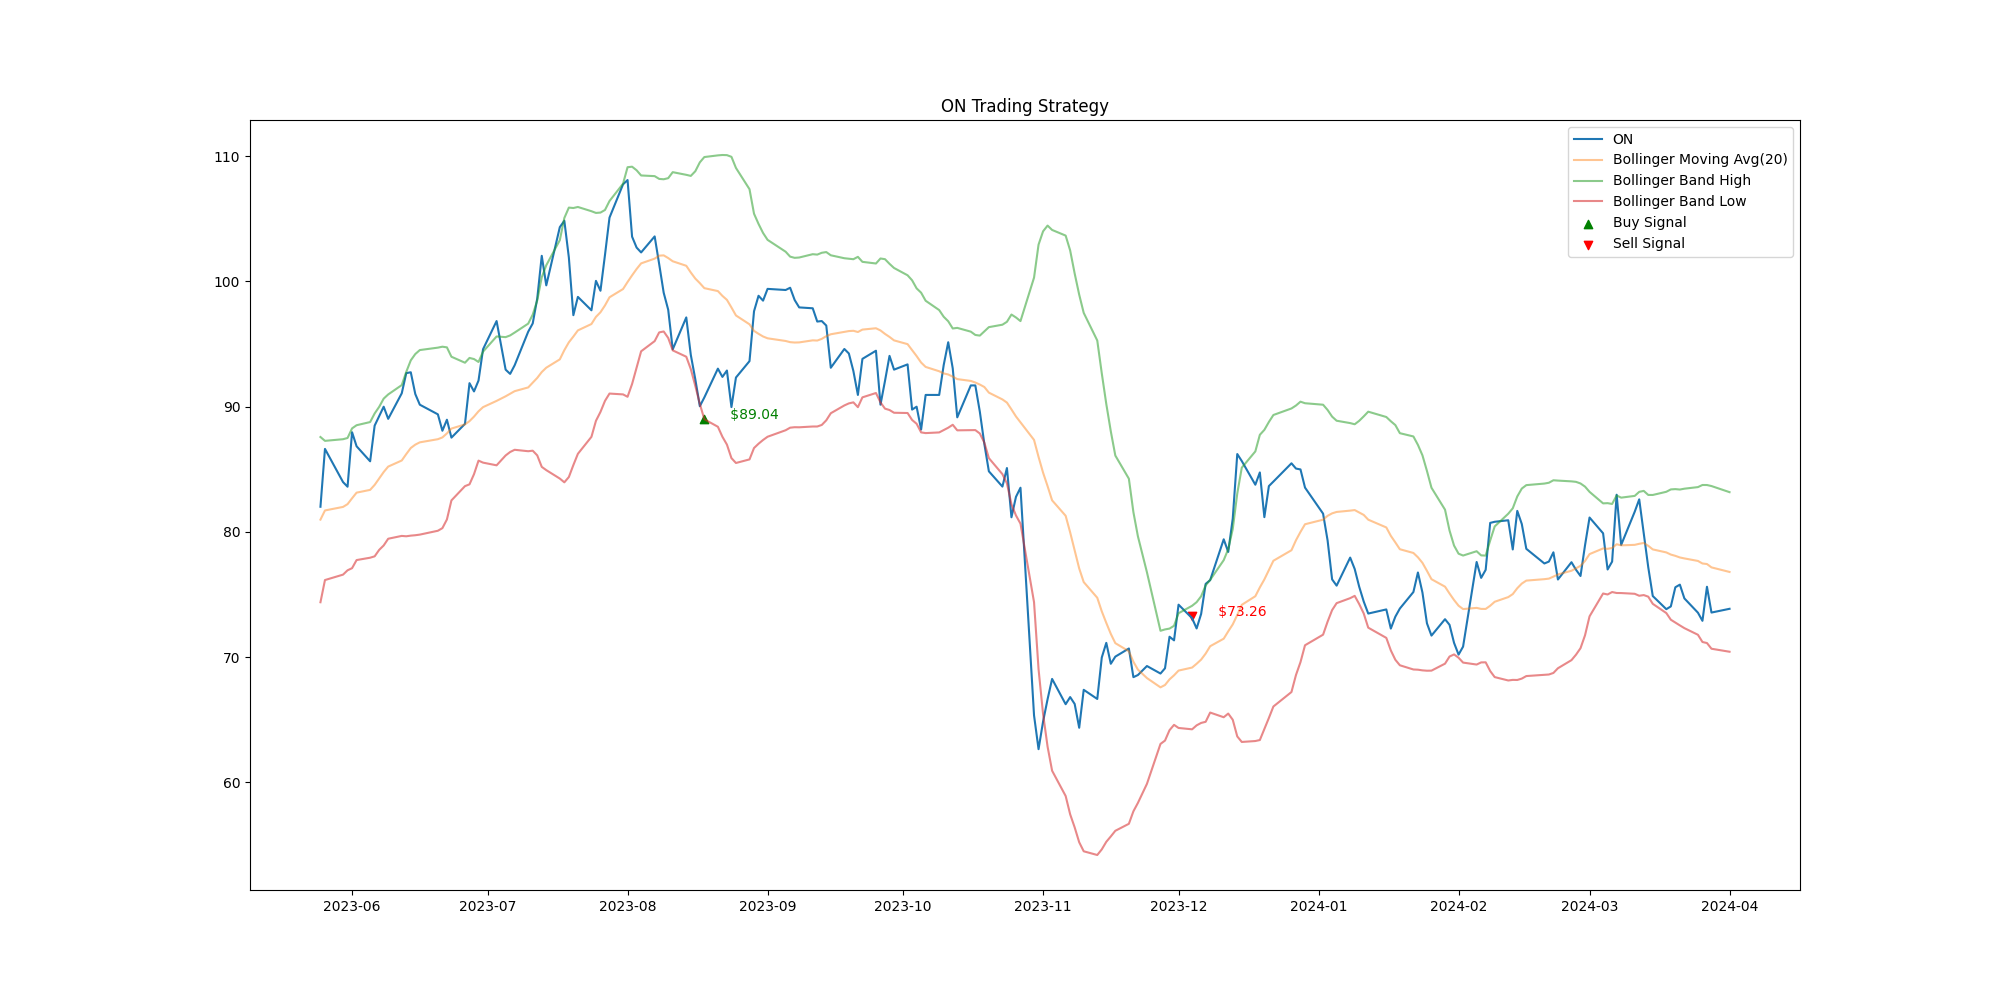 ON Trading Strategy
110
100
90
80
70
60
ON
Bollinger Moving Avg(20)
Bollinger Band High
Bollinger Band Low
Buy Signal
Sell Signal
$89.04
$73.26
2023-06 2023-07 2023-08 2023-09 2023-10 2023-11 2023-12 2024-01 2024-02 2024-03 2024-04